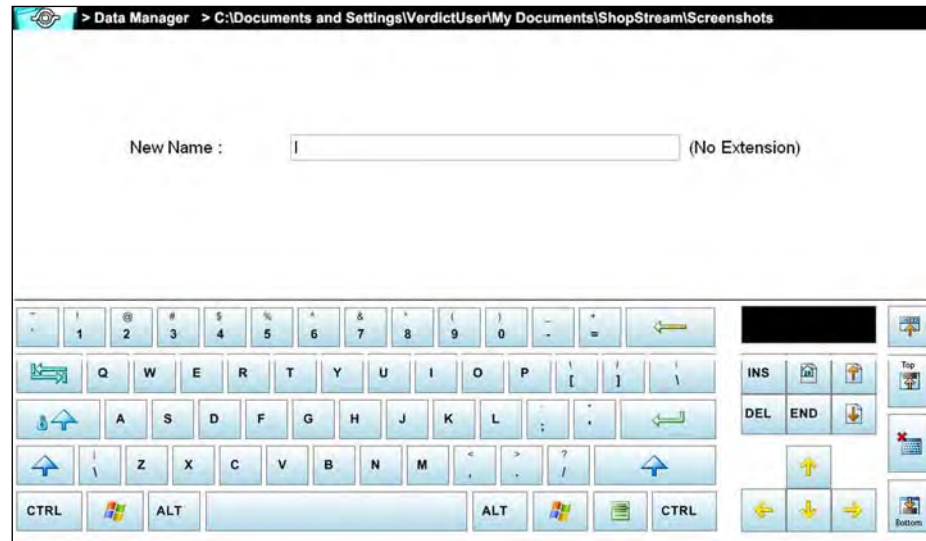 > Data Manager > C:\Documents and Settings\VerdictUser\My Documents\ShopStream\Screenshots
New Name : (No Extension)
! @ # $ % ^ & ( ) _
1 2 3 4 5 6 7 8 9 0 - =
Top
Q W E R T Y U I O P [ ] \ INS
A S D F G H J K L ; DEL END
< > ?
\ Z X C V B N M , . /
CTRL ALT ALT CTRL
Bottom